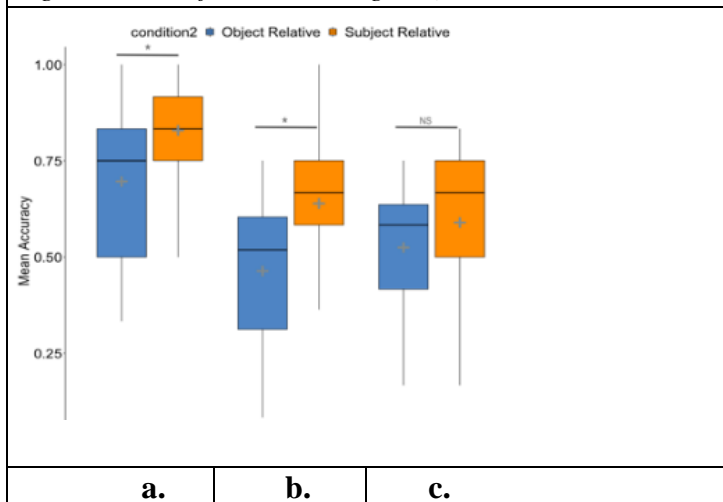 condition2 Object Relative Subject Relative
*
1.00
*
NS
0.75
Mean Accuracy
0.50
0.25
a. b. c.